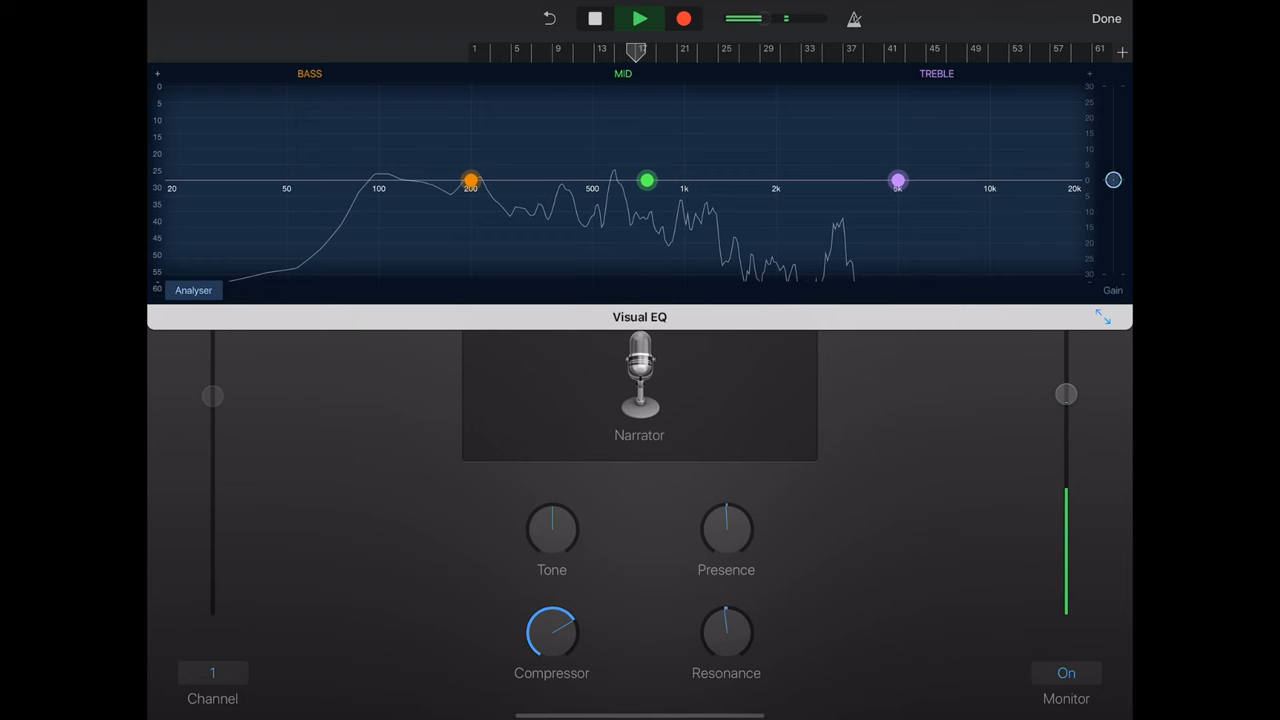 Done
1 5 9 13 17 21 25 29 33 37 41 45 49 53 57 61 +
+ BASS MID TREBLE +
0 30
5 25
10 20
15 15
20 10
25 5
30 20 50 100 200 500 1k 2k 5k 10k 20k 0
35 5
40 10
45 15
50 20
55 25
60 30
Analyser Gain
Visual EQ
Narrator
Tone Presence
Compressor Resonance
1 On
Channel Monitor